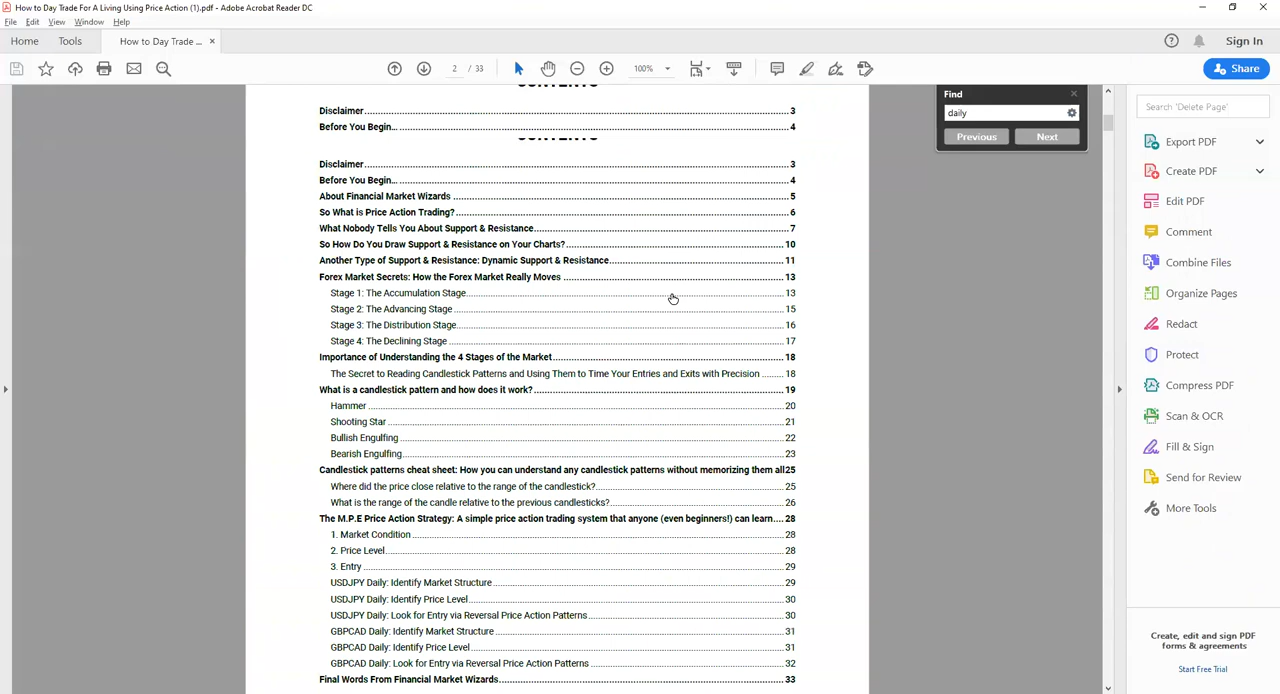 How to Day Trade For A Living Using Price Action (1).pdf - Adobe Acrobat Reader DC
File Edit View Window Help
Home Tools How to Day Trade ... × Sign In
2 / 33 100% Share
CONTENTS
Disclaimer 3
Before You Begin... 4
CONTENTS
Disclaimer 3
Before You Begin... 4
About Financial Market Wizards 5
So What is Price Action Trading? 6
What Nobody Tells You About Support & Resistance 7
So How Do You Draw Support & Resistance on Your Charts? 10
Another Type of Support & Resistance: Dynamic Support & Resistance 11
Forex Market Secrets: How the Forex Market Really Moves 13
Stage 1: The Accumulation Stage 13
Stage 2: The Advancing Stage 15
Stage 3: The Distribution Stage 16
Stage 4: The Declining Stage 17
Importance of Understanding the 4 Stages of the Market 18
The Secret to Reading Candlestick Patterns and Using Them to Time Your Entries and Exits with Precision 18
What is a candlestick pattern and how does it work? 19
Hammer 20
Shooting Star 21
Bullish Engulfing 22
Bearish Engulfing 23
Candlestick patterns cheat sheet: How you can understand any candlestick patterns without memorizing them all25
Where did the price close relative to the range of the candlestick? 25
What is the range of the candle relative to the previous candlesticks? 26
The M.P.E Price Action Strategy: A simple price action trading system that anyone (even beginners!) can learn.... 28
1. Market Condition 28
2. Price Level 28
3. Entry 29
USDJPY Daily: Identify Market Structure 29
USDJPY Daily: Identify Price Level 30
USDJPY Daily: Look for Entry via Reversal Price Action Patterns 30
GBPCAD Daily: Identify Market Structure 31
GBPCAD Daily: Identify Price Level 31
GBPCAD Daily: Look for Entry via Reversal Price Action Patterns 32
Final Words From Financial Market Wizards 33
Find
daily
Previous Next
Search 'Delete Page'
Export PDF
Create PDF
Edit PDF
Comment
Combine Files
Organize Pages
Redact
Protect
Compress PDF
Scan & OCR
Fill & Sign
Send for Review
More Tools
Create, edit and sign PDF
forms & agreements
Start Free Trial